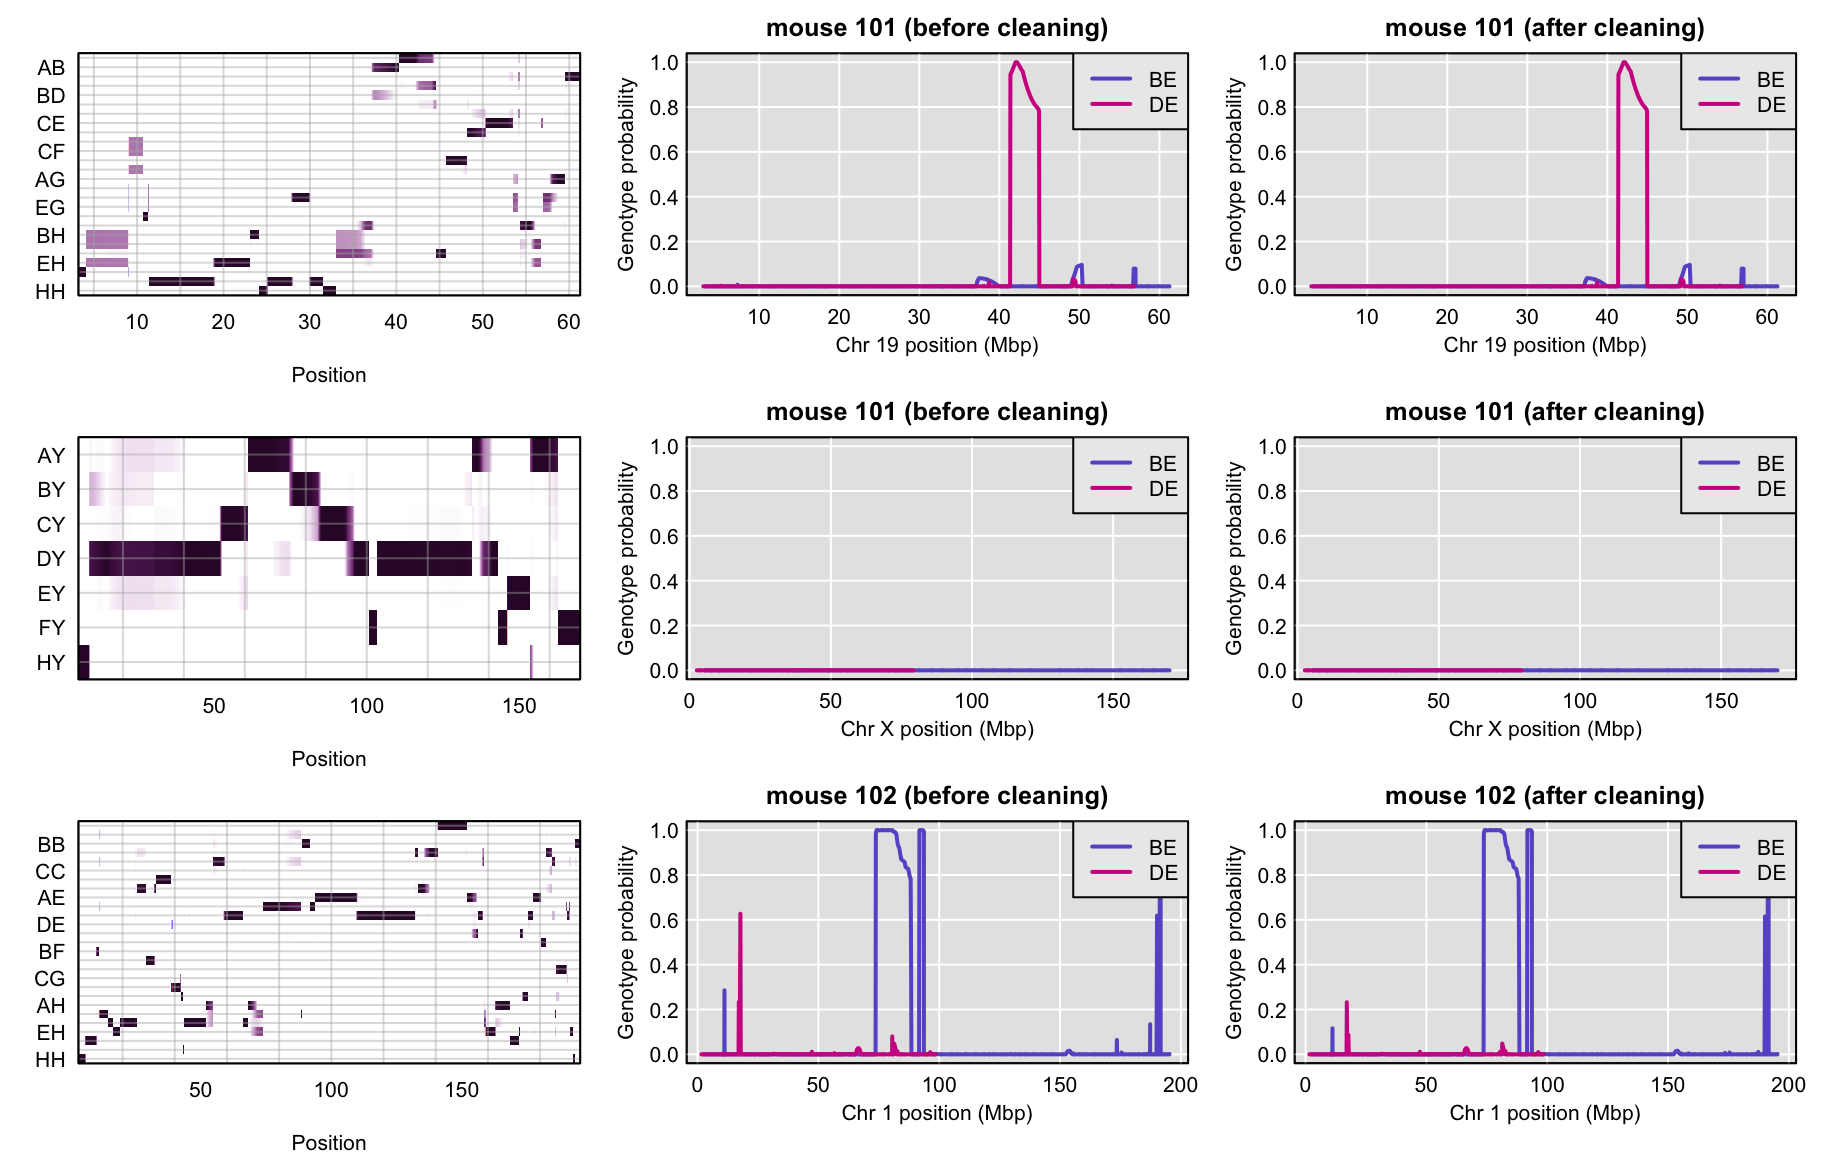 AB
BD
CE
CF
AG
EG
BH
EH
HH
10 20 30 40 50 60
Position
mouse 101 (before cleaning)
Genotype probability
1.0
0.8
0.6
0.4
0.2
0.0
BE
DE
10 20 30 40 50 60
Chr 19 position (Mbp)
mouse 101 (after cleaning)
Genotype probability
1.0
0.8
0.6
0.4
0.2
0.0
BE
DE
10 20 30 40 50 60
Chr 19 position (Mbp)
AY
BY
CY
DY
EY
FY
HY
50 100 150
Position
mouse 101 (before cleaning)
Genotype probability
1.0
0.8
0.6
0.4
0.2
0.0
BE
DE
0 50 100 150
Chr X position (Mbp)
mouse 101 (after cleaning)
Genotype probability
1.0
0.8
0.6
0.4
0.2
0.0
BE
DE
0 50 100 150
Chr X position (Mbp)
BB
CC
AE
DE
BF
CG
AH
EH
HH
50 100 150
Position
mouse 102 (before cleaning)
Genotype probability
1.0
0.8
0.6
0.4
0.2
0.0
BE
DE
0 50 100 150 200
Chr 1 position (Mbp)
mouse 102 (after cleaning)
Genotype probability
1.0
0.8
0.6
0.4
0.2
0.0
BE
DE
0 50 100 150 200
Chr 1 position (Mbp)